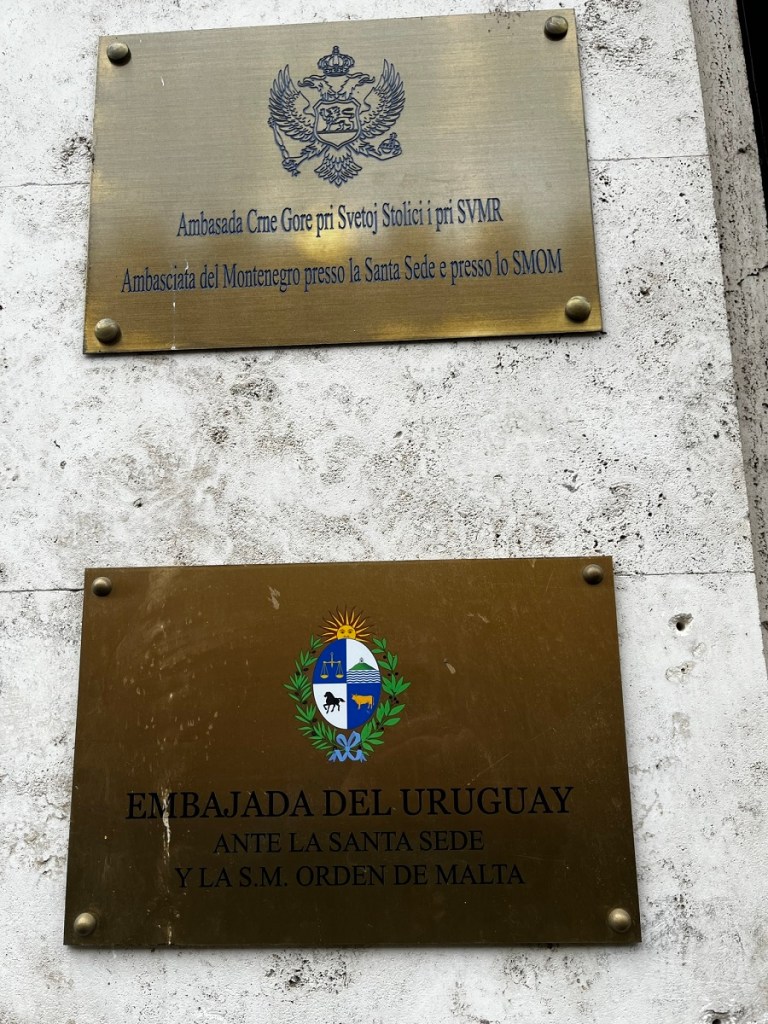 Ambasada Crne Gore pri Svetoj Stolici i pri SVMR
Ambasciata del Montenegro presso la Santa Sede e presso lo SMOM
EMBAJADA DEL URUGUAY
ANTE LA SANTA SEDE
Y LA S.M. ORDEN DE MALTA